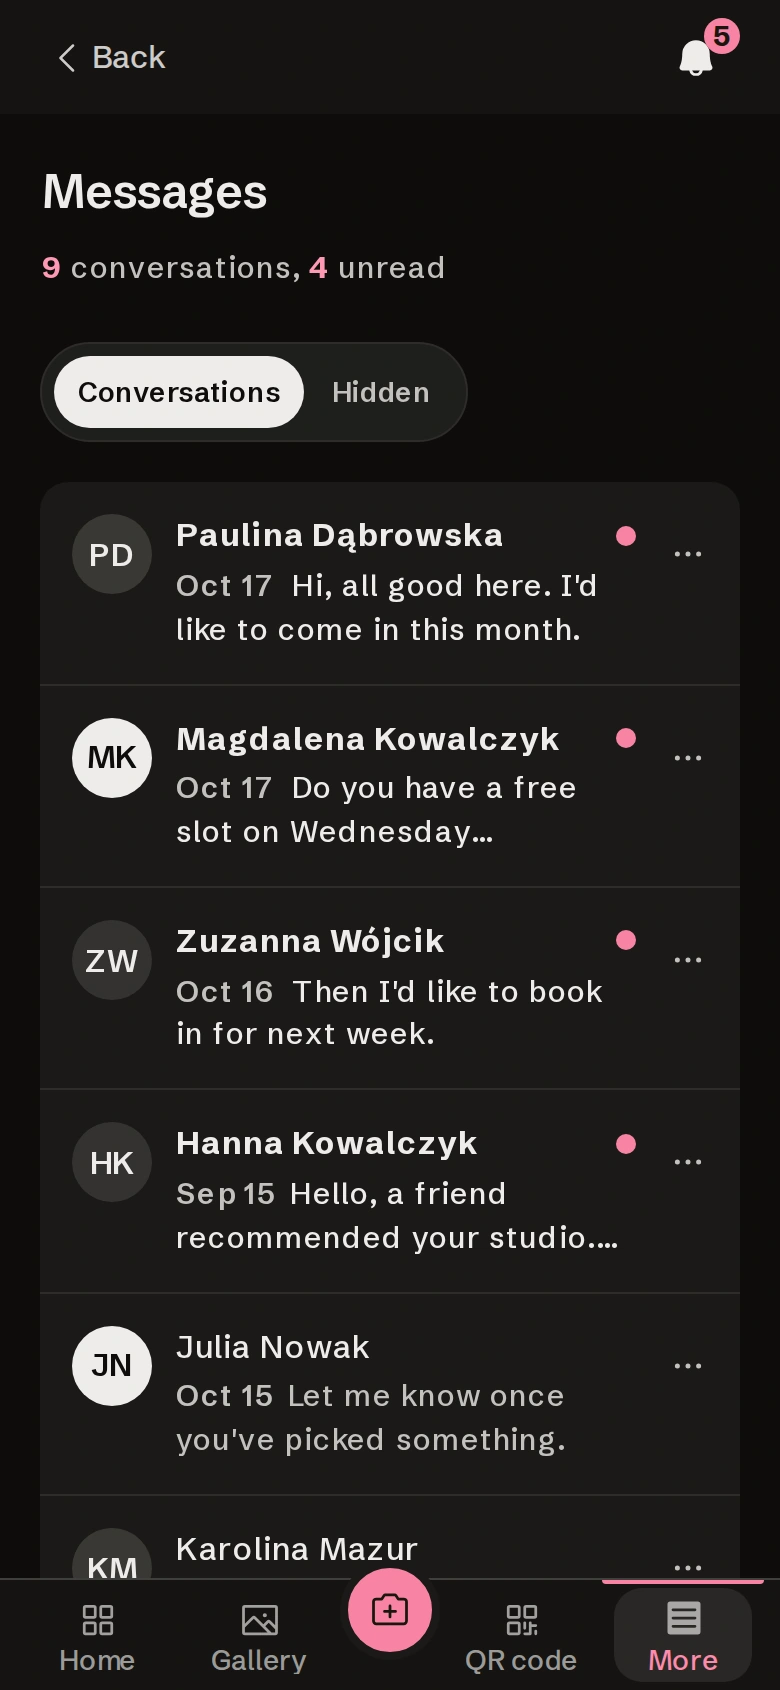 Back
5
Messages
9 conversations, 4 unread
Conversations
Hidden
PD
Paulina Dąbrowska
Oct 17 Hi, all good here. I'd
like to come in this month.
MK
Magdalena Kowalczyk
Oct 17 Do you have a free
slot on Wednesday...
ZW
Zuzanna Wójcik
Oct 16 Then I'd like to book
in for next week.
HK
Hanna Kowalczyk
Sep 15 Hello, a friend
recommended your studio....
JN
Julia Nowak
Oct 15 Let me know once
you've picked something.
KM
Karolina Mazur
Home
Gallery
QR code
More